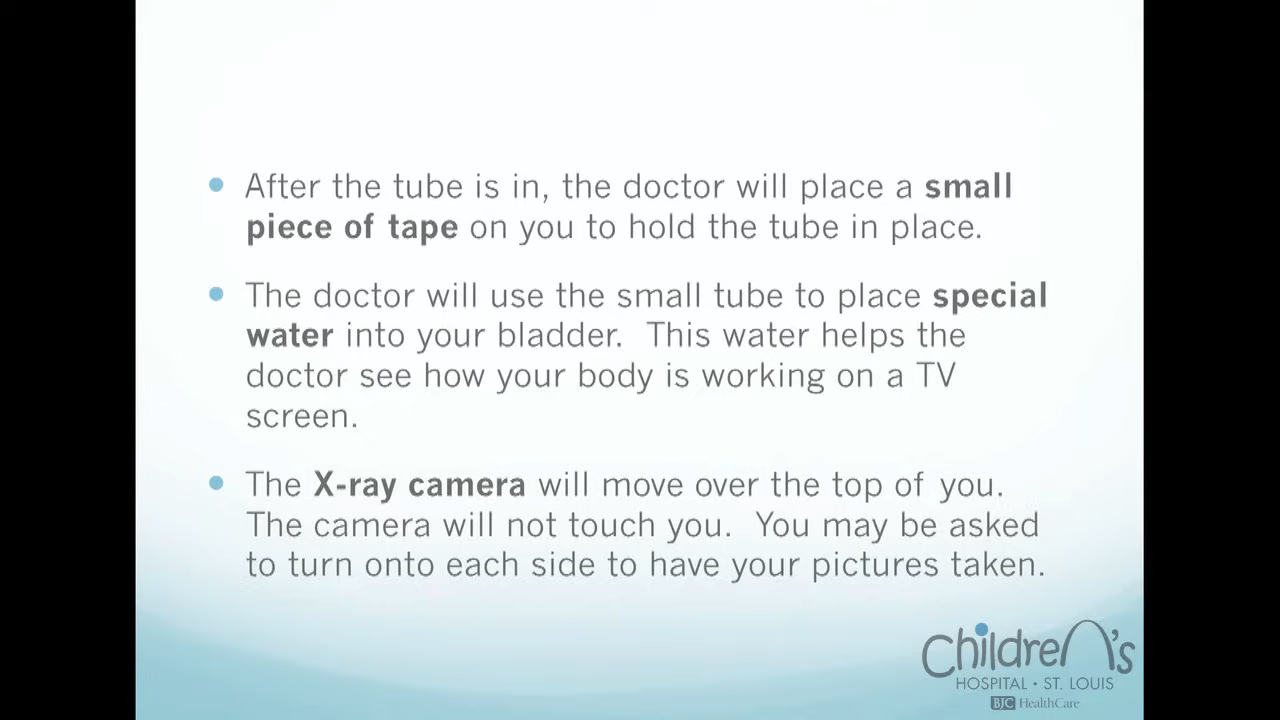 After the tube is in, the doctor will place a small
piece of tape on you to hold the tube in place.
The doctor will use the small tube to place special
water into your bladder.  This water helps the
doctor see how your body is working on a TV
screen.
The X-ray camera will move over the top of you.
The camera will not touch you.  You may be asked
to turn onto each side to have your pictures taken.
Children's
HOSPITAL • ST. LOUIS
BJC HealthCare